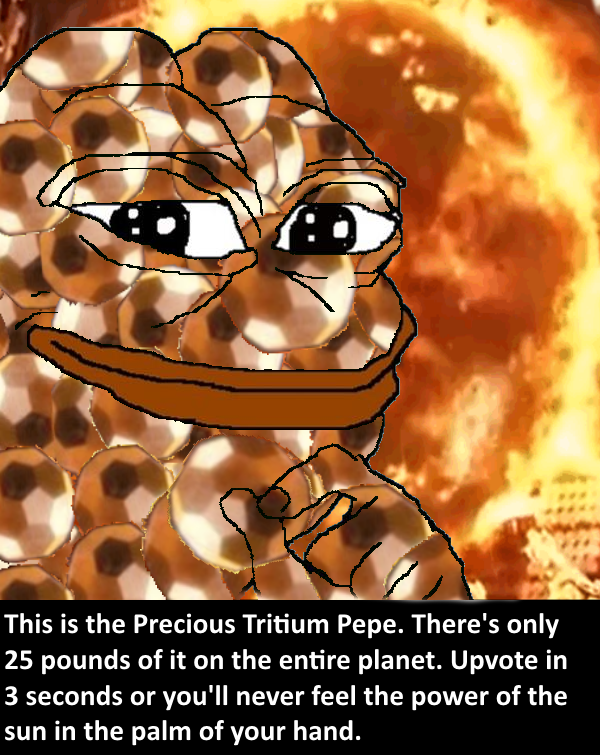 This is the Precious Tritium Pepe. There's only
25 pounds of it on the entire planet. Upvote in
3 seconds or you'll never feel the power of the
sun in the palm of your hand.